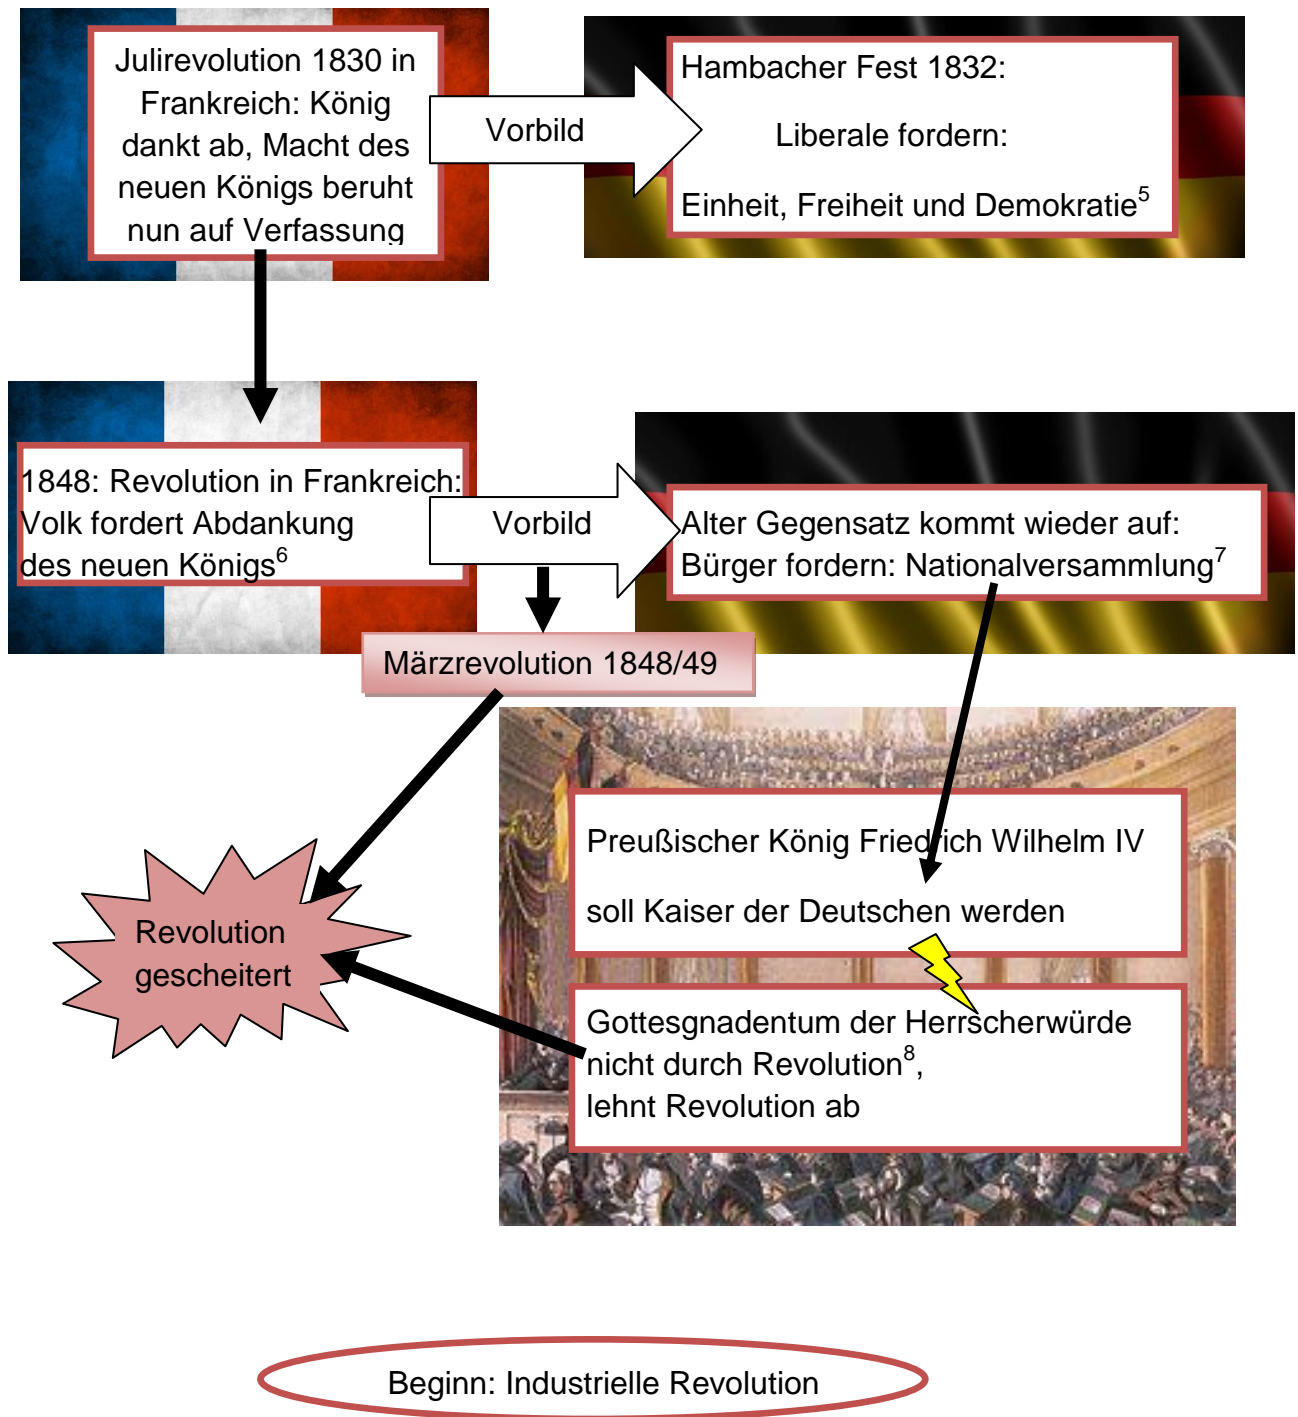 Julirevolution 1830 in
Frankreich: König
dankt ab, Macht des
neuen Königs beruht
nun auf Verfassung
Vorbild
Hambacher Fest 1832:
Liberale fordern:
Einheit, Freiheit und Demokratie⁵
1848: Revolution in Frankreich:
Volk fordert Abdankung
des neuen Königs⁶
Vorbild
Alter Gegensatz kommt wieder auf:
Bürger fordern: Nationalversammlung⁷
Märzrevolution 1848/49
Preußischer König Friedrich Wilhelm IV
soll Kaiser der Deutschen werden
Revolution
gescheitert
Gottesgnadentum der Herrscherwürde
nicht durch Revolution⁸,
lehnt Revolution ab
Beginn: Industrielle Revolution